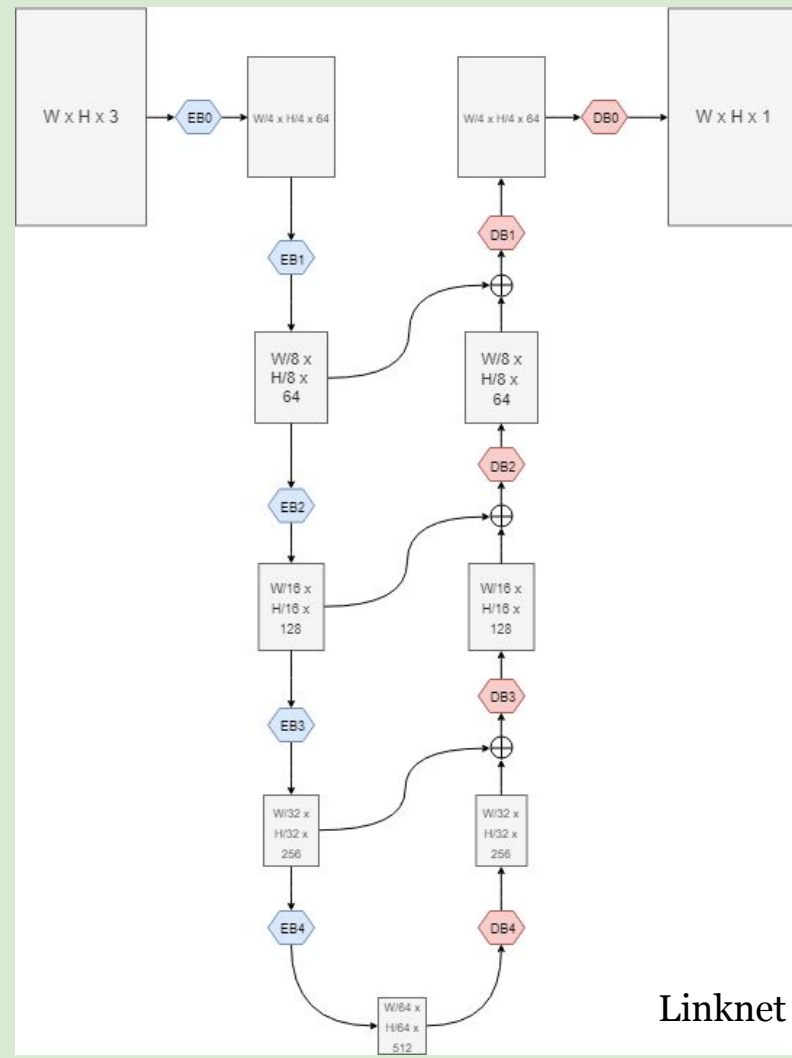 W x H x 3
EB0
W/4 x H/4 x 64
W/4 x H/4 x 64
DB0
W x H x 1
DB1
EB1
W/8 x
H/8 x
64
W/8 x
H/8 x
64
DB2
EB2
W/16 x
H/16 x
128
W/16 x
H/16 x
128
DB3
EB3
W/32 x
H/32 x
256
W/32 x
H/32 x
256
EB4
DB4
W/64 x
H/64 x
512
Linknet